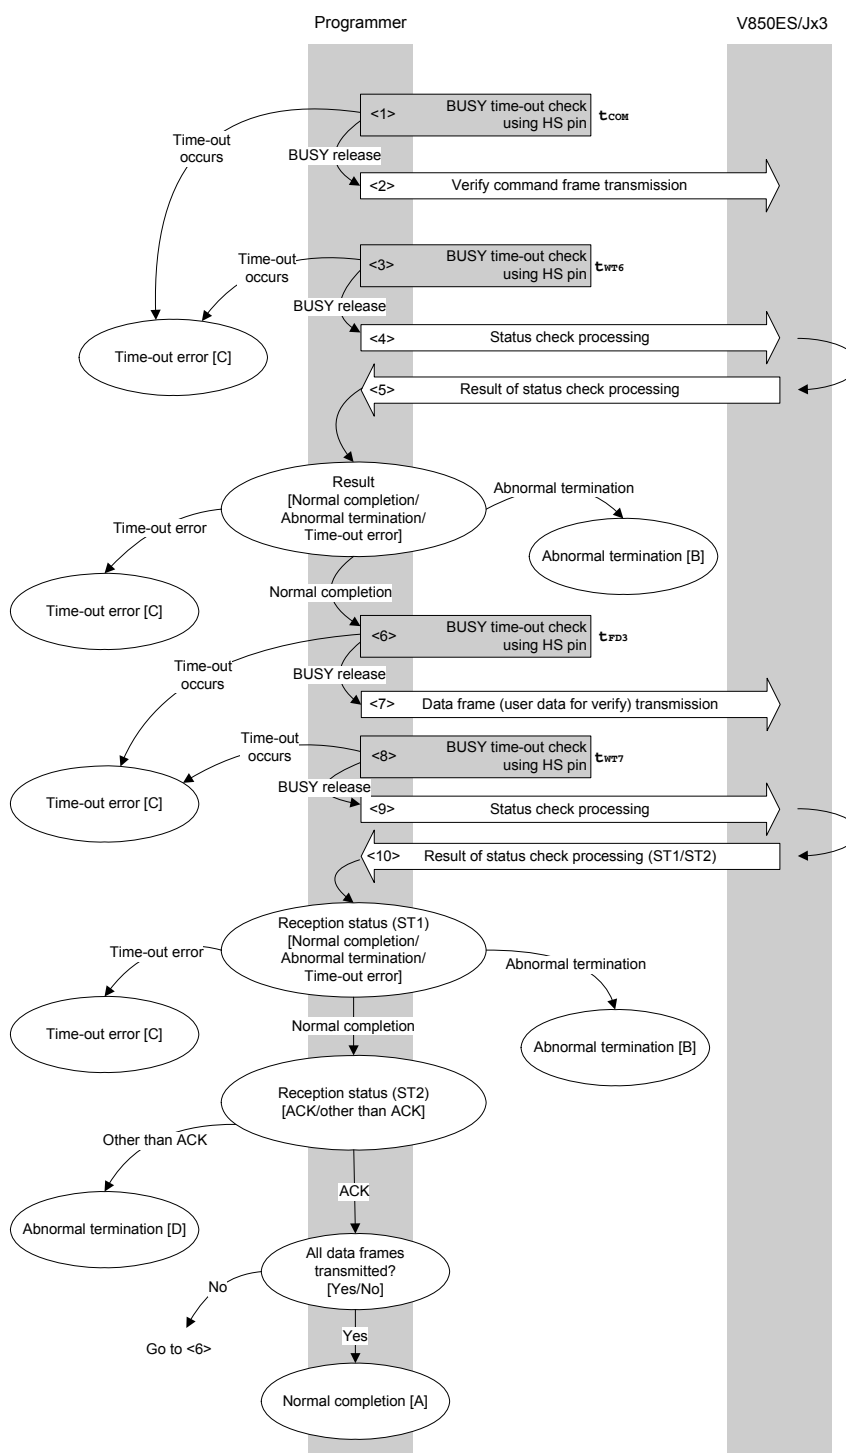 Programmer
V850ES/Jx3
<1>
BUSY time-out check
using HS pin
tCOM
Time-out
occurs
BUSY release
<2>
Verify command frame transmission
<3>
BUSY time-out check
using HS pin
tWT6
Time-out
occurs
BUSY release
<4>
Status check processing
Time-out error [C]
<5>
Result of status check processing
Result
[Normal completion/
Abnormal termination/
Time-out error]
Abnormal termination
Time-out error
Abnormal termination [B]
Time-out error [C]
Normal completion
<6>
BUSY time-out check
using HS pin
tFD3
Time-out
occurs
BUSY release
<7>
Data frame (user data for verify) transmission
<8>
BUSY time-out check
using HS pin
tWT7
Time-out
occurs
BUSY release
Time-out error [C]
<9>
Status check processing
<10>
Result of status check processing (ST1/ST2)
Reception status (ST1)
[Normal completion/
Abnormal termination/
Time-out error]
Time-out error
Abnormal termination
Time-out error [C]
Normal completion
Abnormal termination [B]
Reception status (ST2)
[ACK/other than ACK]
Other than ACK
ACK
Abnormal termination [D]
All data frames
transmitted?
[Yes/No]
No
Go to <6>
Yes
Normal completion [A]